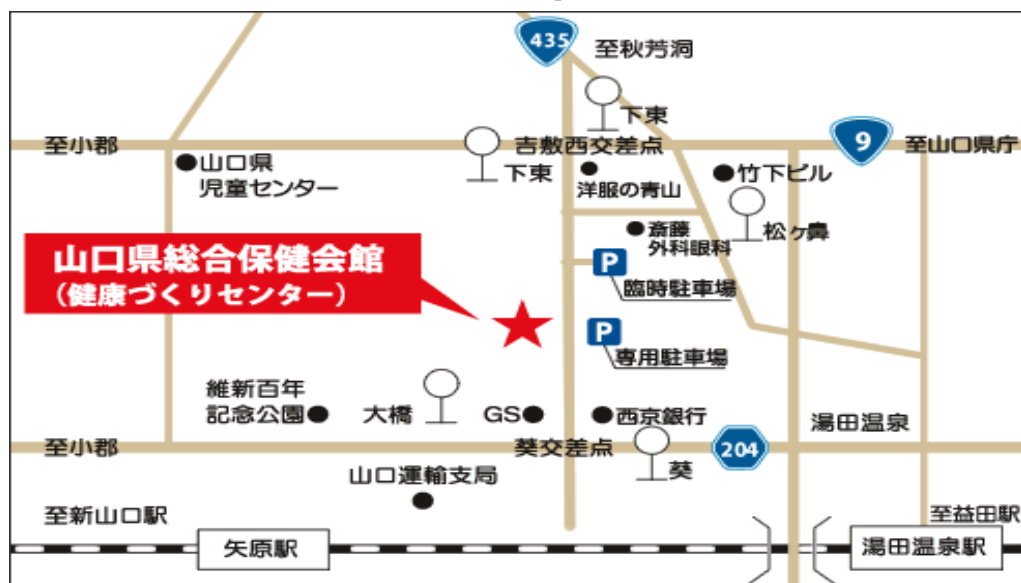 435
至秋芳洞
下東
至小郡
吉敷西交差点
9
至山口県庁
山口県
児童センター
下東
洋服の青山
竹下ビル
斎藤
外科眼科
松ヶ鼻
山口県総合保健会館
(健康づくりセンター)
P
臨時駐車場
P
専用駐車場
維新百年
記念公園
大橋
GS
西京銀行
湯田温泉
至小郡
葵交差点
204
葵
山口運輸支局
至新山口駅
至益田駅
矢原駅
湯田温泉駅